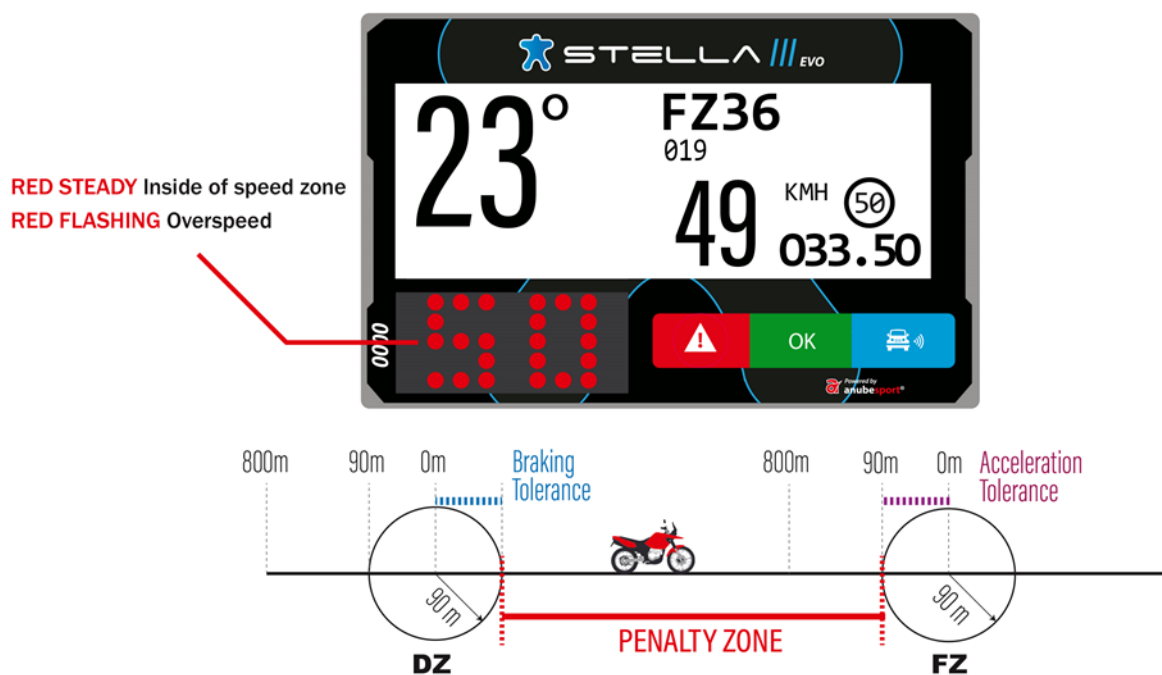 STELLA III EVO
23°
FZ36
019
49 KMH 50
033.50
RED STEADY Inside of speed zone
RED FLASHING Overspeed
0000
50
OK
Powered by
anubesport®
800m 90m 0m Braking Tolerance 800m 90m 0m Acceleration Tolerance
90 m
90 m
PENALTY ZONE
DZ
FZ